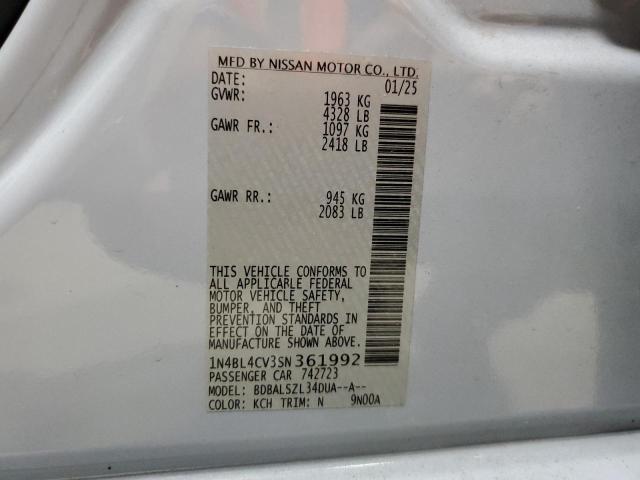 MFD BY NISSAN MOTOR CO., LTD.
DATE: 01/25
GVWR: 1963 KG
4328 LB
GAWR FR.: 1097 KG
2418 LB
GAWR RR.: 945 KG
2083 LB
THIS VEHICLE CONFORMS TO
ALL APPLICABLE FEDERAL
MOTOR VEHICLE SAFETY,
BUMPER, AND THEFT
PREVENTION STANDARDS IN
EFFECT ON THE DATE OF
MANUFACTURE SHOWN ABOVE.
1N4BL4CV3SN361992
PASSENGER CAR 742723
MODEL: BDBALSZL34DUA--A--
COLOR: KCH TRIM: N 9N00A